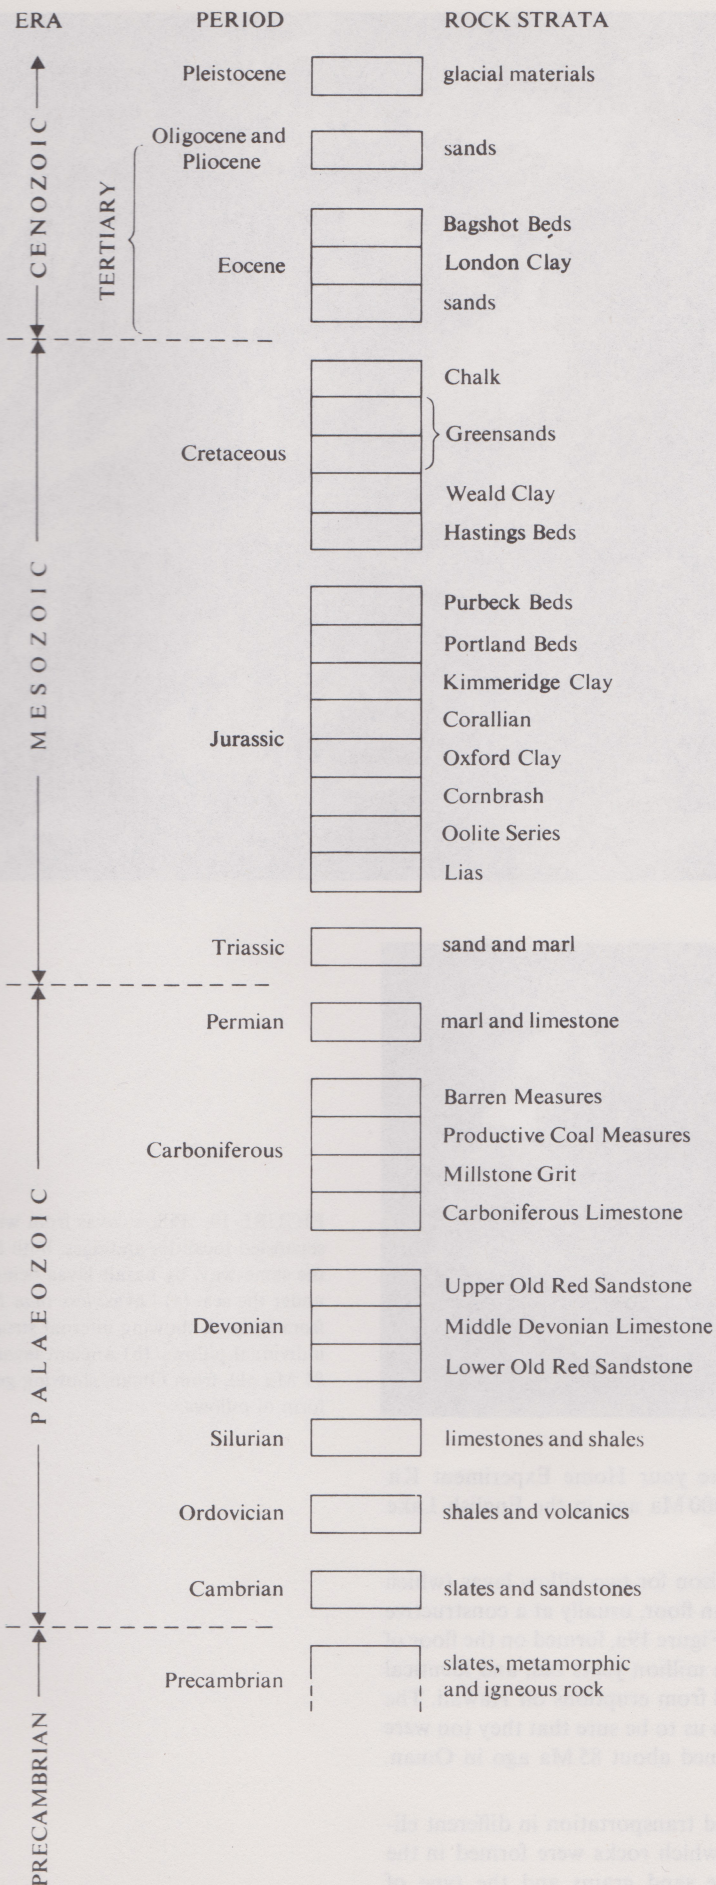 ERA PERIOD ROCK STRATA
CENOZOIC
TERTIARY
Pleistocene glacial materials
Oligocene and
Pliocene sands
Eocene
Bagshot Beds
London Clay
sands
MESOZOIC
Cretaceous
Chalk
Greensands
Weald Clay
Hastings Beds
Jurassic
Purbeck Beds
Portland Beds
Kimmeridge Clay
Corallian
Oxford Clay
Cornbrash
Oolite Series
Lias
Triassic sand and marl
PALAEOZOIC
Permian marl and limestone
Carboniferous
Barren Measures
Productive Coal Measures
Millstone Grit
Carboniferous Limestone
Devonian
Upper Old Red Sandstone
Middle Devonian Limestone
Lower Old Red Sandstone
Silurian limestones and shales
Ordovician shales and volcanics
Cambrian slates and sandstones
PRECAMBRIAN
Precambrian
slates, metamorphic
and igneous rock